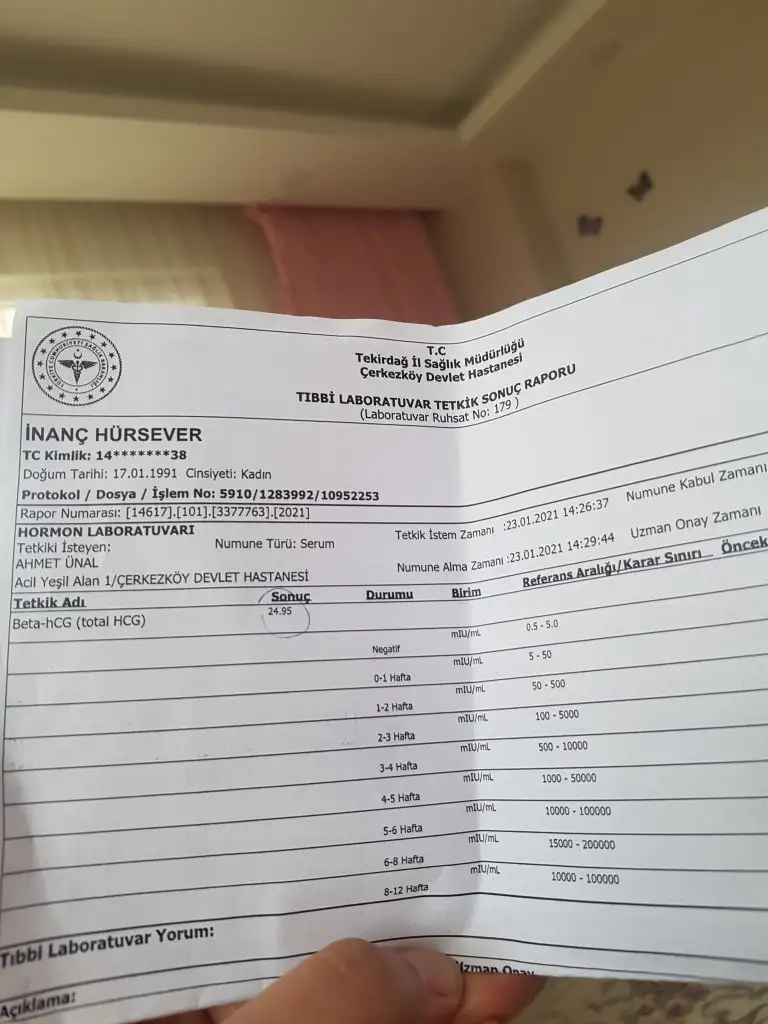 T.C
Tekirdağ İl Sağlık Müdürlüğü
Çerkezköy Devlet Hastanesi
TIBBİ LABORATUVAR TETKİK SONUÇ RAPORU
(Laboratuvar Ruhsat No: 179 )
İNANÇ HÜRSEVER
TC Kimlik: 14*******38
Doğum Tarihi: 17.01.1991 Cinsiyeti: Kadın
Protokol / Dosya / İşlem No: 5910/1283992/10952253
Rapor Numarası: [14617].[101].[3377763].[2021]
HORMON LABORATUVARI
Tetkik İstem Zamanı :23.01.2021 14:26:37 Numune Kabul Zamanı
Tetkiki İsteyen: Numune Türü: Serum
AHMET ÜNAL
Numune Alma Zamanı :23.01.2021 14:29:44 Uzman Onay Zamanı
Acil Yeşil Alan 1/ÇERKEZKÖY DEVLET HASTANESİ
Tetkik Adı Sonuç Durumu Birim Referans Aralığı/Karar Sınırı Öncek
Beta-hCG (total HCG) 24.95
Negatif mIU/mL 0.5 - 5.0
0-1 Hafta mIU/mL 5 - 50
1-2 Hafta mIU/mL 50 - 500
2-3 Hafta mIU/mL 100 - 5000
3-4 Hafta mIU/mL 500 - 10000
4-5 Hafta mIU/mL 1000 - 50000
5-6 Hafta mIU/mL 10000 - 100000
6-8 Hafta mIU/mL 15000 - 200000
8-12 Hafta mIU/mL 10000 - 100000
Tıbbi Laboratuvar Yorum:
Uzman Onay
Açıklama: